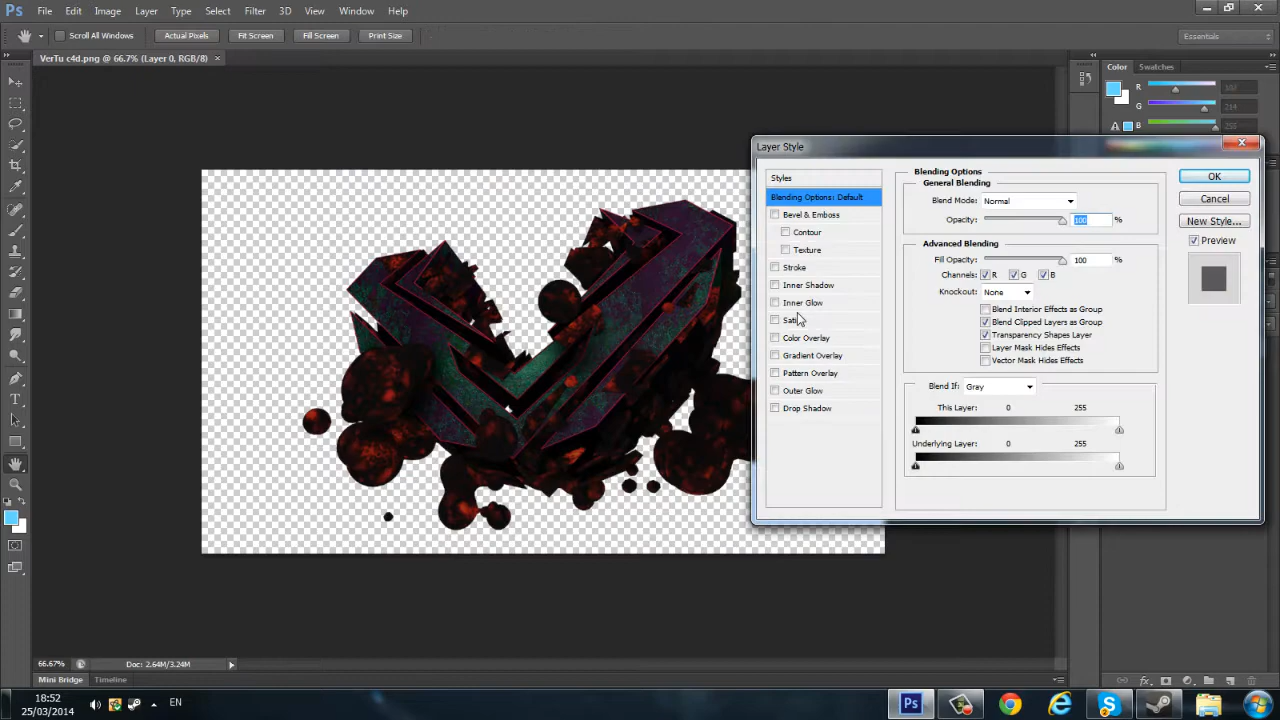 Ps File Edit Image Layer Type Select Filter 3D View Window Help
Scroll All Windows Actual Pixels Fit Screen Fill Screen Print Size Essentials
VerTu c4d.png @ 66.7% (Layer 0, RGB/8) ×
Color Swatches
R 102
G 214
B 255
Layer Style
Styles
Blending Options: Default
Bevel & Emboss
Contour
Texture
Stroke
Inner Shadow
Inner Glow
Color Overlay
Gradient Overlay
Pattern Overlay
Outer Glow
Drop Shadow
Blending Options
General Blending
Blend Mode: Normal
Opacity: 100 %
Advanced Blending
Fill Opacity: 100 %
Channels: R G B
Knockout: None
Blend Interior Effects as Group
Blend Clipped Layers as Group
Transparency Shapes Layer
Layer Mask Hides Effects
Vector Mask Hides Effects
Blend If: Gray
This Layer: 0 255
Underlying Layer: 0 255
OK
Cancel
New Style...
Preview
66.67% Doc: 2.64M/3.24M
Mini Bridge Timeline
18:52
25/03/2014
EN
Ps